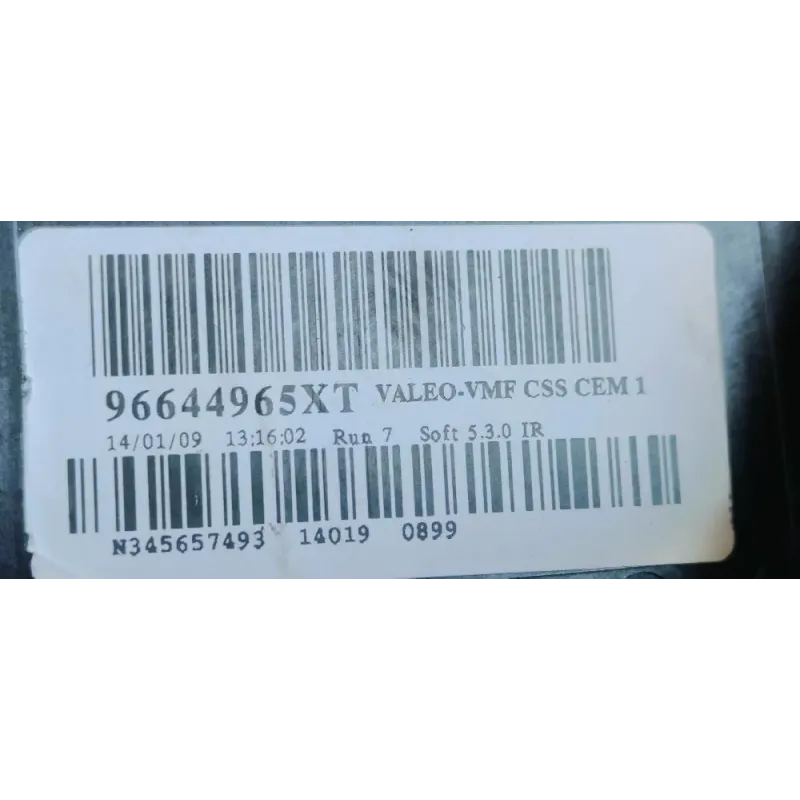 96644965XT VALEO-VMF CSS CEM 1
14/01/09 13:16:02 Run 7 Soft 5.3.0 IR
N345657493 14019 0899